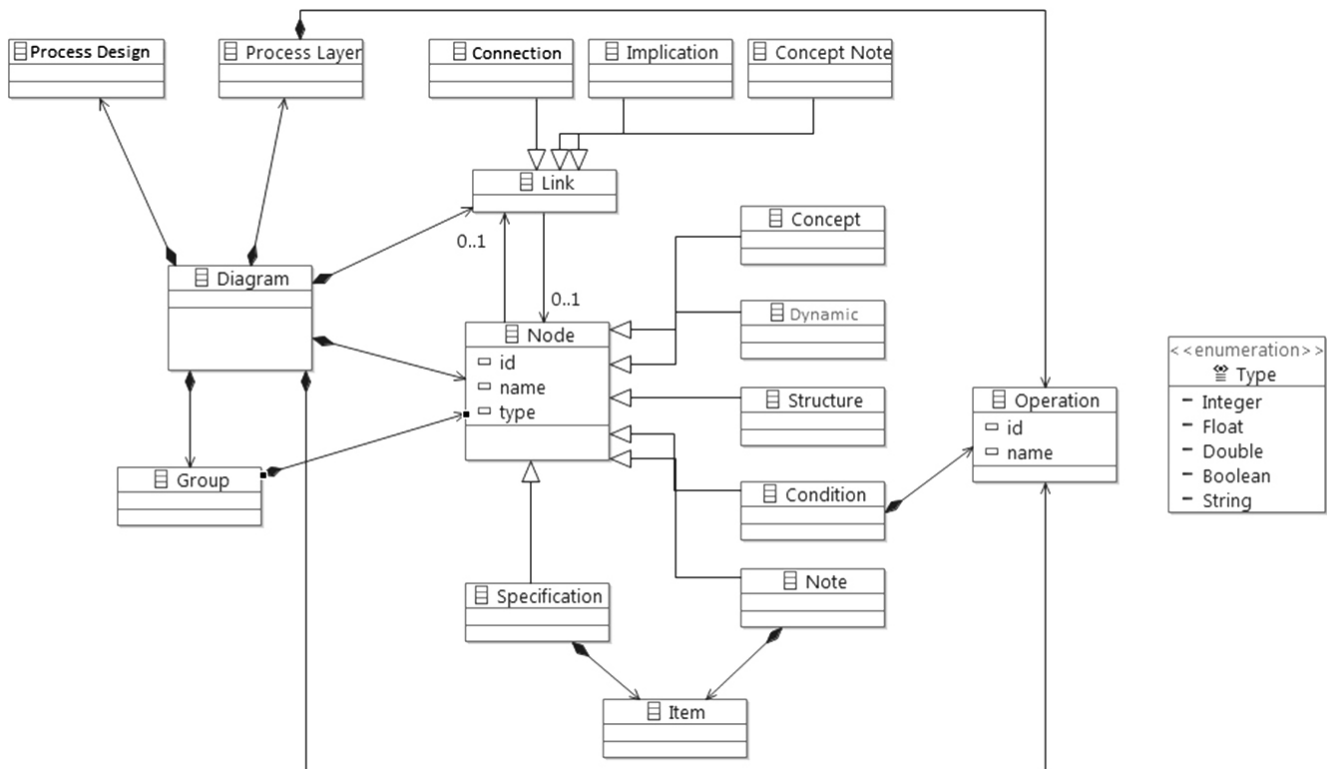 Process Design
Process Layer
Connection
Implication
Concept Note
Link
0..1
0..1
Concept
Diagram
Dynamic
Node
id
name
type
Structure
Operation
id
name
<<enumeration>>
Type
Integer
Float
Double
Boolean
String
Group
Condition
Specification
Note
Item